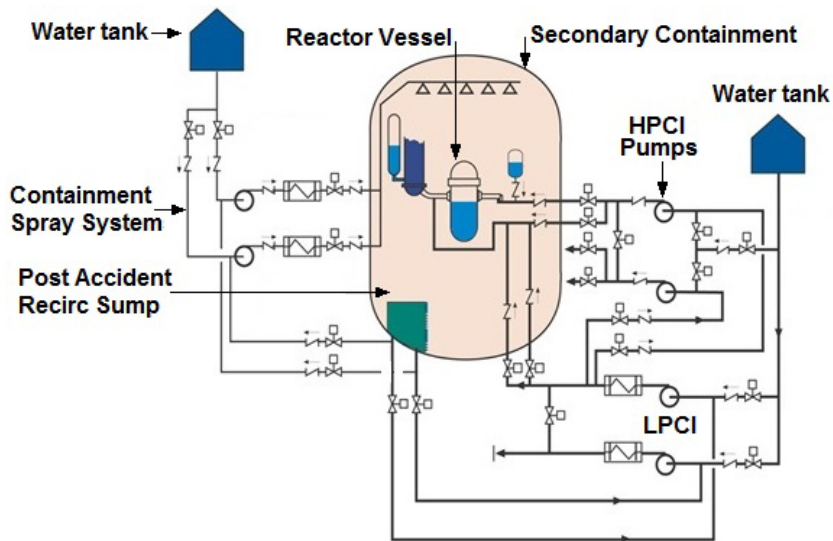 Water tank
Reactor Vessel
Secondary Containment
Water tank
HPCI
Pumps
Containment
Spray System
Post Accident
Recirc Sump
LPCI